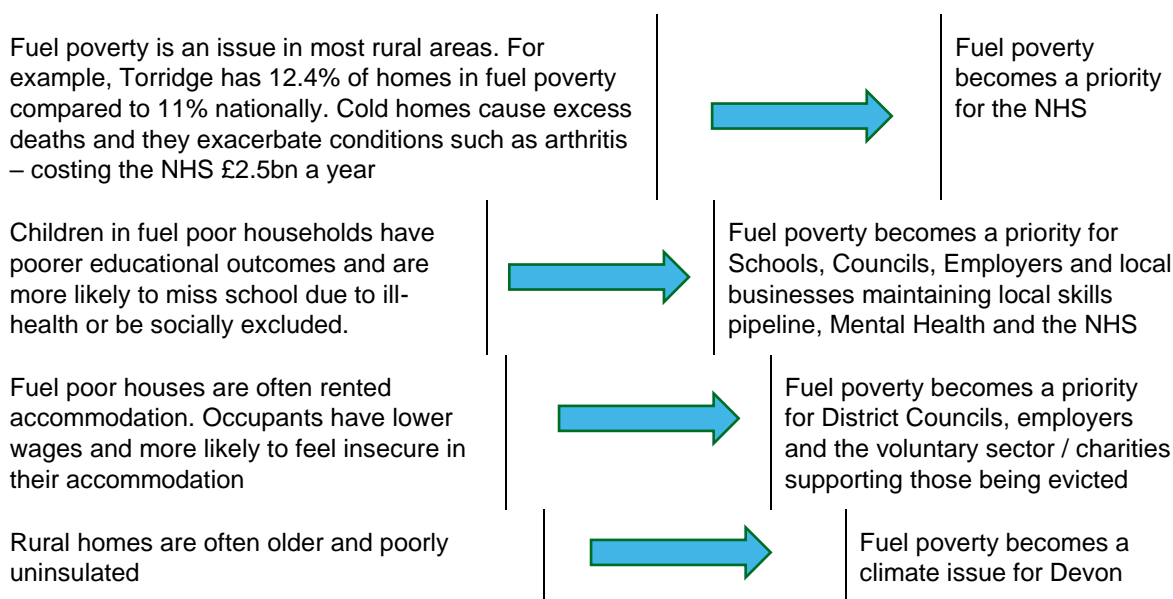 Fuel poverty is an issue in most rural areas. For
example, Torridge has 12.4% of homes in fuel poverty
compared to 11% nationally. Cold homes cause excess
deaths and they exacerbate conditions such as arthritis
– costing the NHS £2.5bn a year
Fuel poverty
becomes a priority
for the NHS
Children in fuel poor households have
poorer educational outcomes and are
more likely to miss school due to ill-
health or be socially excluded.
Fuel poverty becomes a priority for
Schools, Councils, Employers and local
businesses maintaining local skills
pipeline, Mental Health and the NHS
Fuel poor houses are often rented
accommodation. Occupants have lower
wages and more likely to feel insecure in
their accommodation
Fuel poverty becomes a priority
for District Councils, employers
and the voluntary sector / charities
supporting those being evicted
Rural homes are often older and poorly
uninsulated
Fuel poverty becomes a
climate issue for Devon